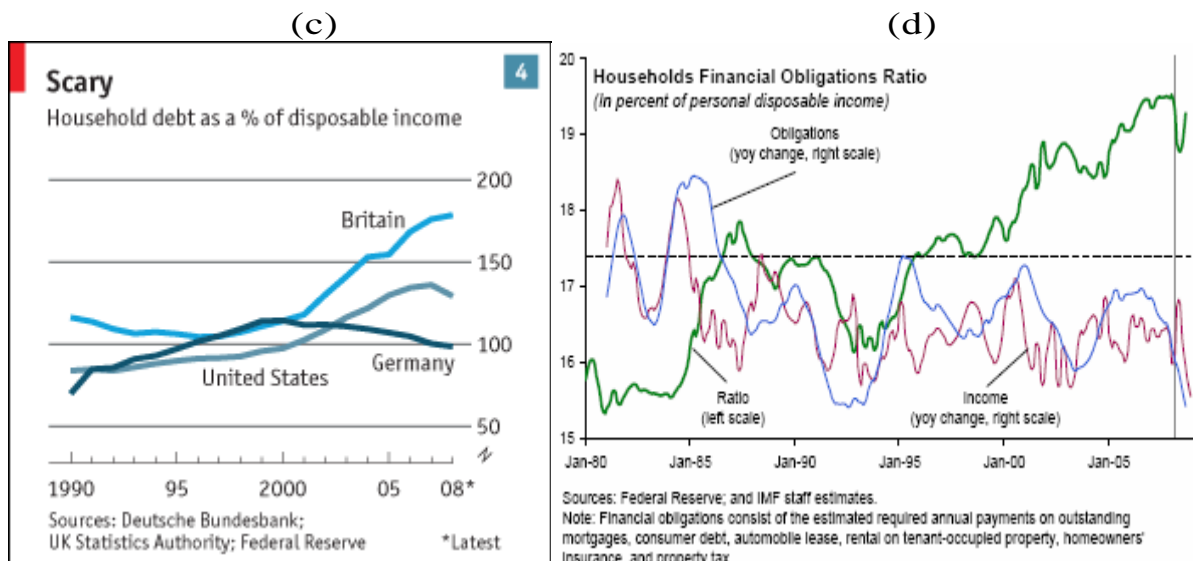 (c)
(d)
Scary
4
Household debt as a % of disposable income
200
Britain
150
100
United States
Germany
50
1990
95
2000
05
08*
Sources: Deutsche Bundesbank;
UK Statistics Authority; Federal Reserve
*Latest
20
Households Financial Obligations Ratio
(In percent of personal disposable income)
Obligations
(yoy change, right scale)
19
18
17
16
15
Ratio
(left scale)
Income
(yoy change, right scale)
Jan-80
Jan-85
Jan-90
Jan-95
Jan-00
Jan-05
Sources: Federal Reserve; and IMF staff estimates.
Note: Financial obligations consist of the estimated required annual payments on outstanding
mortgages, consumer debt, automobile lease, rental on tenant-occupied property, homeowners'
insurance, and property tax.